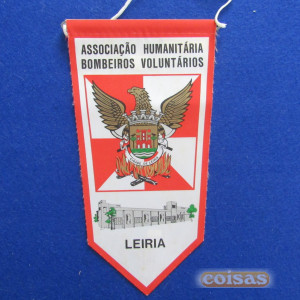 ASSOCIAÇÃO HUMANITÁRIA
BOMBEIROS VOLUNTÁRIOS
LEIRIA
coisas